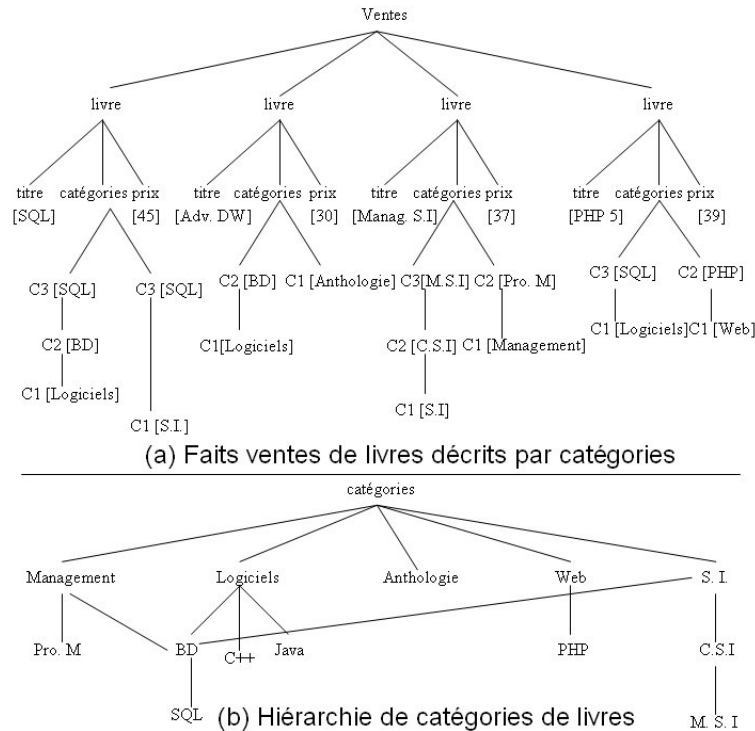 Ventes
livre livre livre livre
titre catégories prix titre catégories prix titre catégories prix titre catégories prix
[SQL] [45] [Adv. DW] [30] [Manag. S.I] [37] [PHP 5] [39]
C3 [SQL] C3 [SQL] C2 [BD] C1 [Anthologie] C3[M.S.I] C2 [Pro. M] C3 [SQL] C2 [PHP]
C2 [BD] C1[Logiciels] C2 [C.S.I] C1 [Management] C1 [Logiciels] C1 [Web]
C1 [Logiciels] C1 [S.I]
C1 [S.I.]
(a) Faits ventes de livres décrits par catégories
catégories
Management Logiciels Anthologie Web S. I.
Pro. M BD C++ Java PHP C.S.I
SQL M. S. I
(b) Hiérarchie de catégories de livres